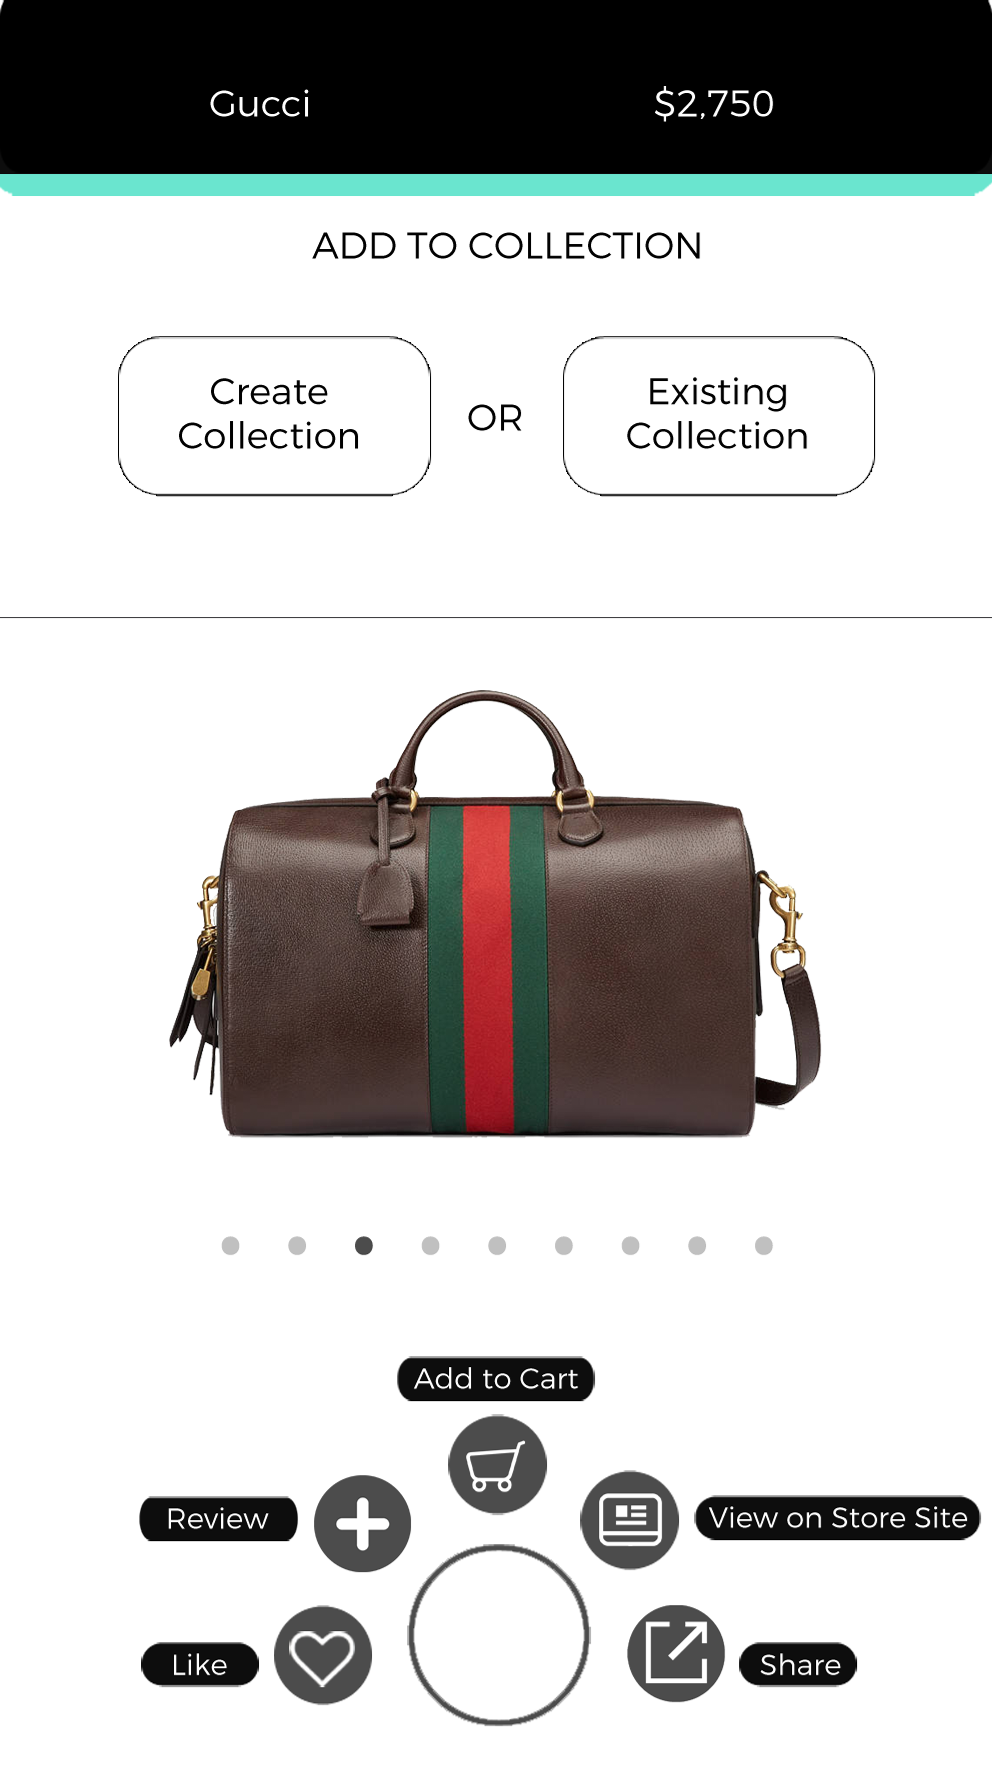 Gucci
$2,750
ADD TO COLLECTION
Create
Collection
OR
Existing
Collection
Add to Cart
Review
View on Store Site
Like
Share